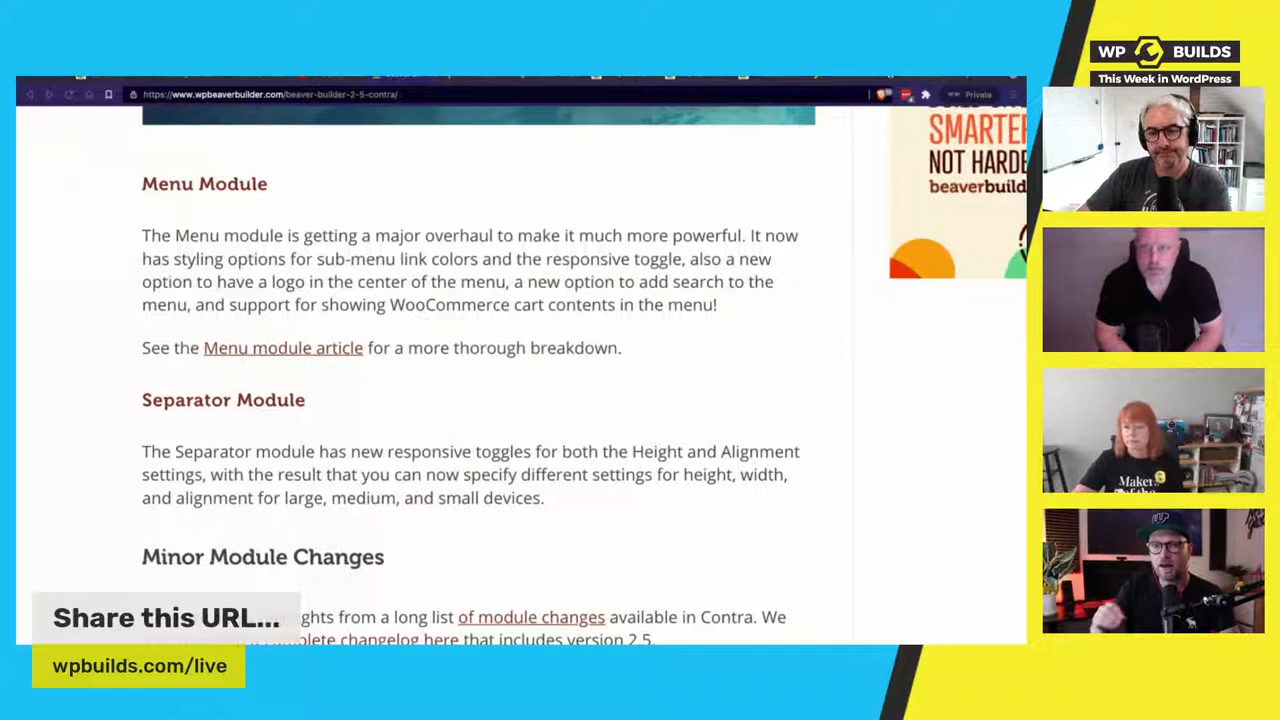 WP BUILDS
This Week in WordPress
https://www.wpbeaverbuilder.com/beaver-builder-2-5-contra/
Private
SMARTER
NOT HARDE
beaverbuild
Menu Module
The Menu module is getting a major overhaul to make it much more powerful. It now
has styling options for sub-menu link colors and the responsive toggle, also a new
option to have a logo in the center of the menu, a new option to add search to the
menu, and support for showing WooCommerce cart contents in the menu!
See the Menu module article for a more thorough breakdown.
Separator Module
The Separator module has new responsive toggles for both the Height and Alignment
settings, with the result that you can now specify different settings for height, width,
and alignment for large, medium, and small devices.
Minor Module Changes
ghts from a long list of module changes available in Contra. We
complete changelog here that includes version 2.5.
Share this URL...
wpbuilds.com/live
Makers
of the